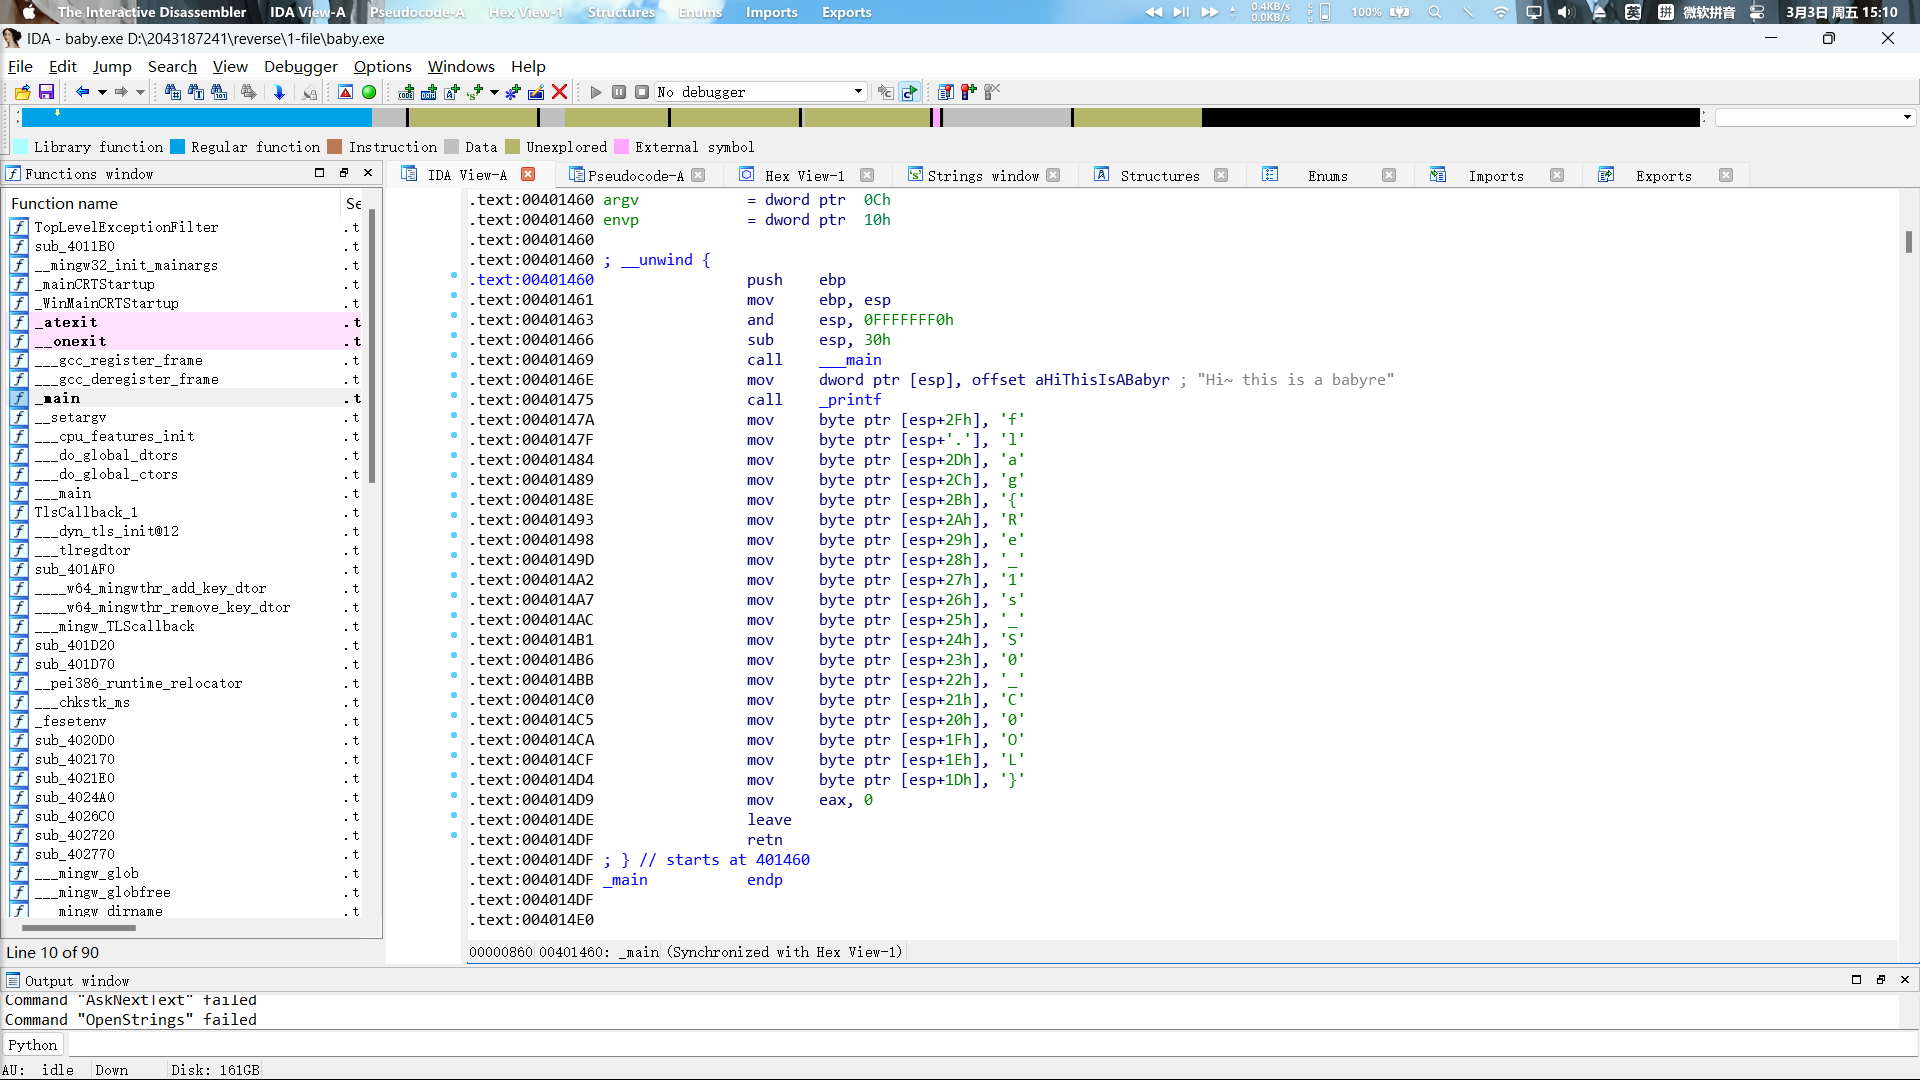 The Interactive Disassembler IDA View-A Pseudocode-A Hex View-1 Structures Enums Imports Exports 0.4KB/s 0.0KB/s 100% 英 拼 微软拼音 3月3日 周五 15:10
IDA - baby.exe D:\2043187241\reverse\1-file\baby.exe
File Edit Jump Search View Debugger Options Windows Help
No debugger
Library function Regular function Instruction Data Unexplored External symbol
Functions window
Function name Se
TopLevelExceptionFilter .t
sub_4011B0 .t
__mingw32_init_mainargs .t
_mainCRTStartup .t
_WinMainCRTStartup .t
_atexit .t
__onexit .t
___gcc_register_frame .t
___gcc_deregister_frame .t
_main .t
__setargv .t
___cpu_features_init .t
___do_global_dtors .t
___do_global_ctors .t
___main .t
TlsCallback_1 .t
___dyn_tls_init@12 .t
___tlregdtor .t
sub_401AF0 .t
____w64_mingwthr_add_key_dtor .t
____w64_mingwthr_remove_key_dtor .t
___mingw_TLScallback .t
sub_401D20 .t
sub_401D70 .t
__pei386_runtime_relocator .t
___chkstk_ms .t
_fesetenv .t
sub_4020D0 .t
sub_402170 .t
sub_4021E0 .t
sub_4024A0 .t
sub_4026C0 .t
sub_402720 .t
sub_402770 .t
___mingw_glob .t
___mingw_globfree .t
___mingw_dirname .t
Line 10 of 90
IDA View-A Pseudocode-A Hex View-1 Strings window Structures Enums Imports Exports
.text:00401460 argv = dword ptr 0Ch
.text:00401460 envp = dword ptr 10h
.text:00401460
.text:00401460 ; __unwind {
.text:00401460 push ebp
.text:00401461 mov ebp, esp
.text:00401463 and esp, 0FFFFFFF0h
.text:00401466 sub esp, 30h
.text:00401469 call ___main
.text:0040146E mov dword ptr [esp], offset aHiThisIsABabyr ; "Hi~ this is a babyre"
.text:00401475 call _printf
.text:0040147A mov byte ptr [esp+2Fh], 'f'
.text:0040147F mov byte ptr [esp+'.'], 'l'
.text:00401484 mov byte ptr [esp+2Dh], 'a'
.text:00401489 mov byte ptr [esp+2Ch], 'g'
.text:0040148E mov byte ptr [esp+2Bh], '{'
.text:00401493 mov byte ptr [esp+2Ah], 'R'
.text:00401498 mov byte ptr [esp+29h], 'e'
.text:0040149D mov byte ptr [esp+28h], '_'
.text:004014A2 mov byte ptr [esp+27h], '1'
.text:004014A7 mov byte ptr [esp+26h], 's'
.text:004014AC mov byte ptr [esp+25h], '_'
.text:004014B1 mov byte ptr [esp+24h], 'S'
.text:004014B6 mov byte ptr [esp+23h], '0'
.text:004014BB mov byte ptr [esp+22h], '_'
.text:004014C0 mov byte ptr [esp+21h], 'C'
.text:004014C5 mov byte ptr [esp+20h], '0'
.text:004014CA mov byte ptr [esp+1Fh], 'O'
.text:004014CF mov byte ptr [esp+1Eh], 'L'
.text:004014D4 mov byte ptr [esp+1Dh], '}'
.text:004014D9 mov eax, 0
.text:004014DE leave
.text:004014DF retn
.text:004014DF ; } // starts at 401460
.text:004014DF _main endp
.text:004014DF
.text:004014E0
00000860 00401460: _main (Synchronized with Hex View-1)
Output window
Command "AskNextText" failed
Command "OpenStrings" failed
Python
AU: idle Down Disk: 161GB